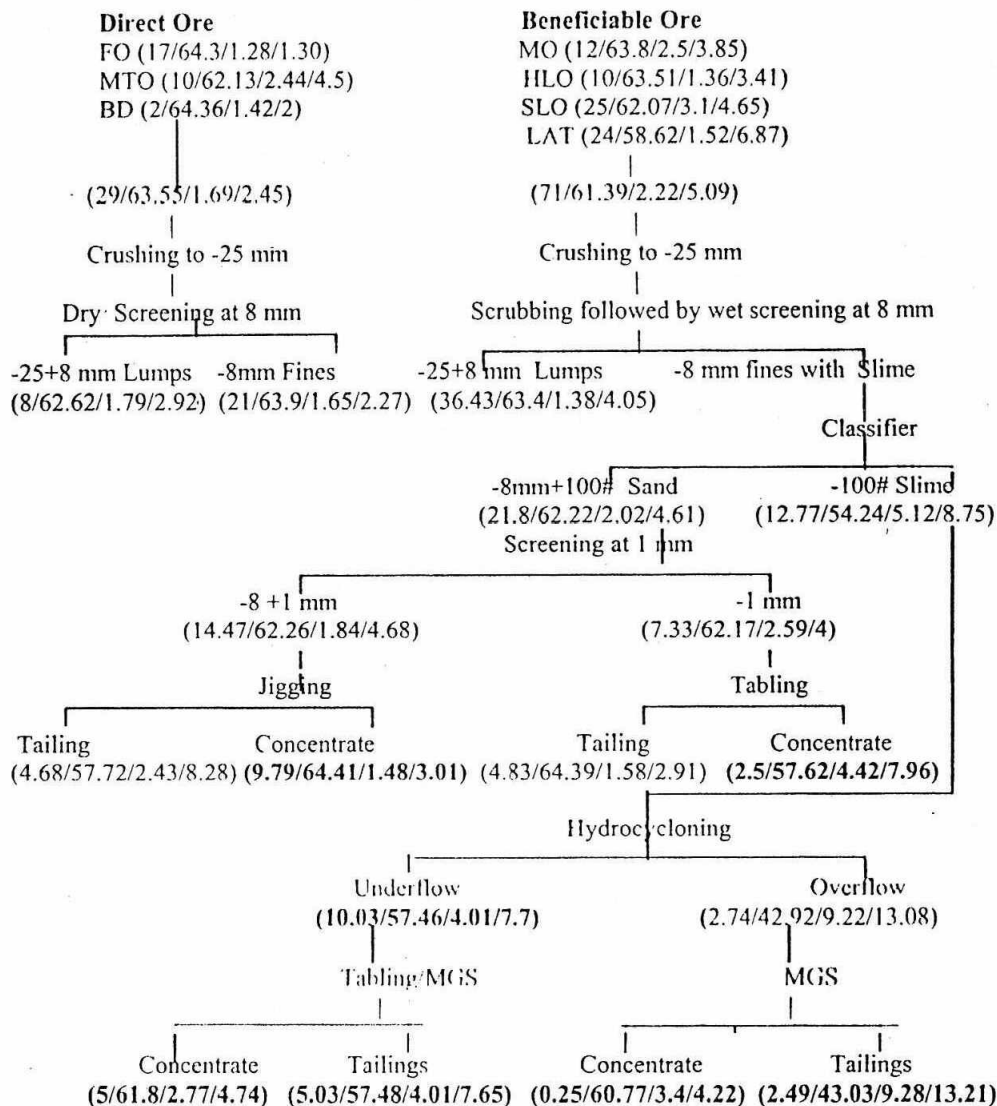 Direct Ore
FO (17/64.3/1.28/1.30)
MTO (10/62.13/2.44/4.5)
BD (2/64.36/1.42/2)
(29/63.55/1.69/2.45)
Crushing to -25 mm
Dry Screening at 8 mm
-25+8 mm Lumps -8mm Fines
(8/62.62/1.79/2.92) (21/63.9/1.65/2.27)
Beneficiable Ore
MO (12/63.8/2.5/3.85)
HLO (10/63.51/1.36/3.41)
SLO (25/62.07/3.1/4.65)
LAT (24/58.62/1.52/6.87)
(71/61.39/2.22/5.09)
Crushing to -25 mm
Scrubbing followed by wet screening at 8 mm
-25+8 mm Lumps -8 mm fines with Slime
(36.43/63.4/1.38/4.05)
Classifier
-8mm+100# Sand -100# Slime
(21.8/62.22/2.02/4.61) (12.77/54.24/5.12/8.75)
Screening at 1 mm
-8 +1 mm -1 mm
(14.47/62.26/1.84/4.68) (7.33/62.17/2.59/4)
Jigging Tabling
Tailing Concentrate Tailing Concentrate
(4.68/57.72/2.43/8.28) (9.79/64.41/1.48/3.01) (4.83/64.39/1.58/2.91) (2.5/57.62/4.42/7.96)
Hydrocycloning
Underflow Overflow
(10.03/57.46/4.01/7.7) (2.74/42.92/9.22/13.08)
Tabling/MGS MGS
Concentrate Tailings Concentrate Tailings
(5/61.8/2.77/4.74) (5.03/57.48/4.01/7.65) (0.25/60.77/3.4/4.22) (2.49/43.03/9.28/13.21)